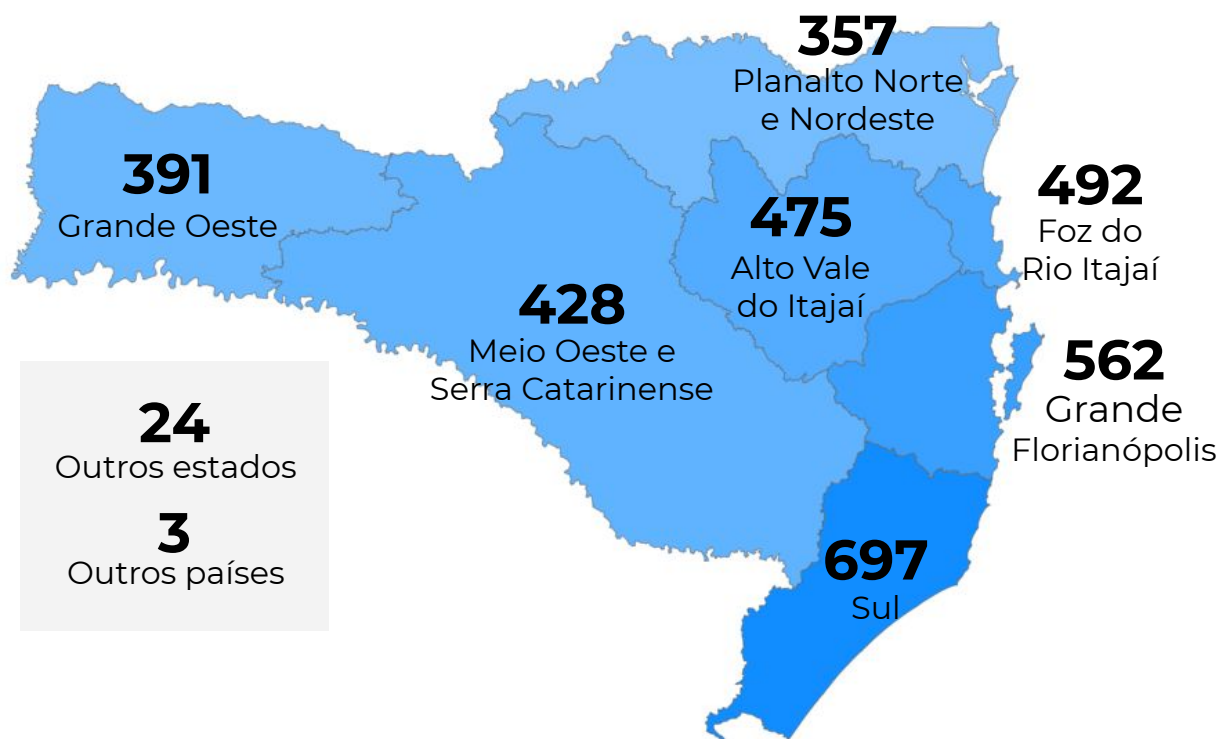 357
Planalto Norte
e Nordeste
391
Grande Oeste
492
Foz do
Rio Itajaí
475
Alto Vale
do Itajaí
428
Meio Oeste e
Serra Catarinense
562
Grande
Florianópolis
24
Outros estados
3
Outros países
697
Sul